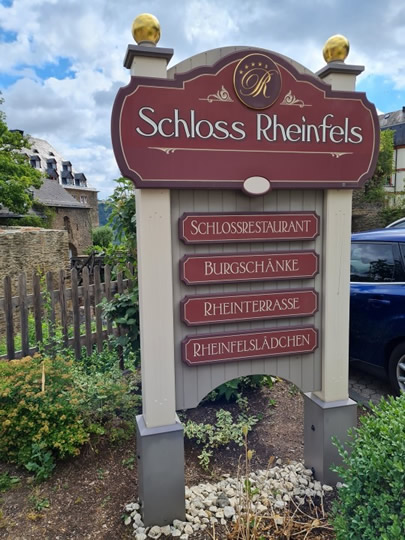 R
Schloss Rheinfels
Schlossrestaurant
Burgschänke
Rheinterrasse
Rheinfelslädchen